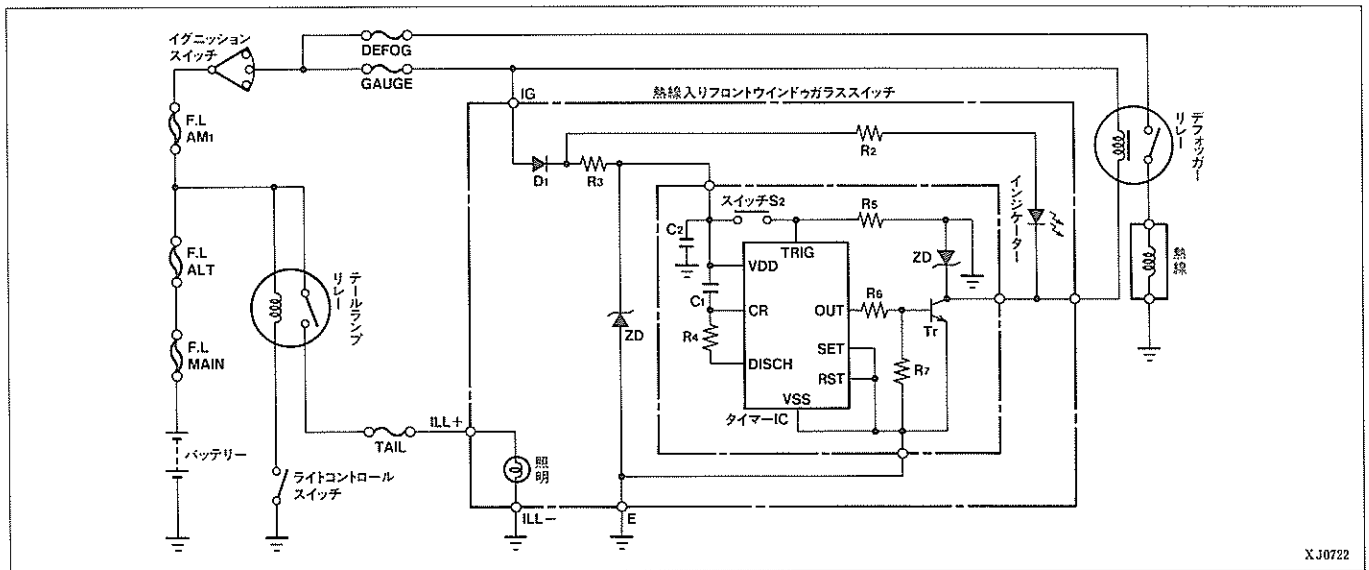 イグニッション
スイッチ
DEFOG
GAUGE
IG
熱線入りフロントウインドゥガラススイッチ
デフォッガー
リレー
F.L
AM1
D1
R3
R2
インジケーター
スイッチS2
R5
C2
TRIG
VDD
ZD
熱線
F.L
ALT
テールランプ
リレー
C1
CR
OUT
R6
Tr
R4
ZD
SET
DISCH
RST
R7
F.L
MAIN
VSS
タイマーIC
ILL+
TAIL
バッテリー
照明
ライトコントロール
スイッチ
ILL−
E
XJ0722